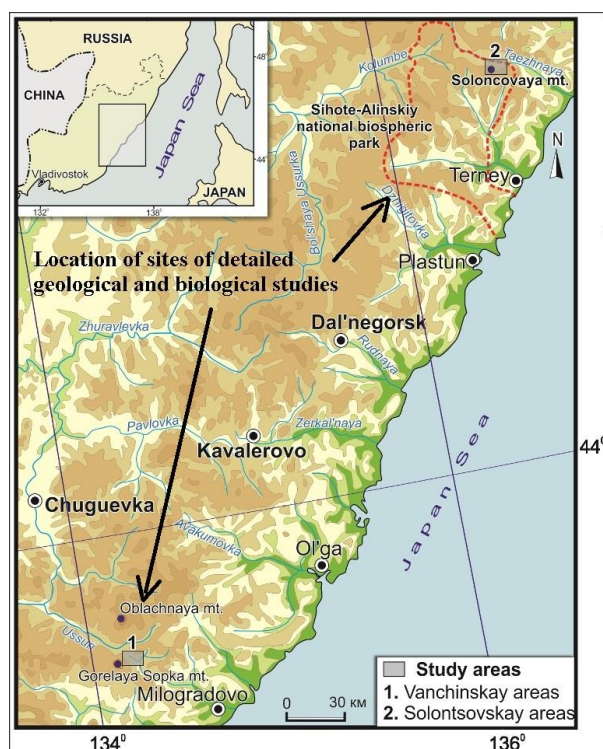 RUSSIA
CHINA
Vladivostok
Japan Sea
JAPAN
48°
44°
132°
138°
2
Taezhnaya
Soloncovaya mt.
Kolumbe
Sihote-Alinskiy
national biospheric
park
N
Terney
Bol'shaya Ussurka
Dzhigitovka
Plastun
Location of sites of detailed
geological and biological studies
Zhuravlevka
Dal'negorsk
Rudnaya
Pavlovka
Zerkal'naya
Kavalerovo
44°
Japan Sea
Chuguevka
Avakumovka
Ol'ga
Oblachnaya mt.
Ussuri
1
Gorelaya Sopka mt.
Milogradovo
0 30 км
Study areas
1. Vanchinskay areas
2. Solontsovskay areas
134°
136°